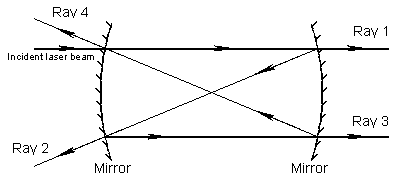 Ray 4
Ray 1
Incident laser beam
Ray 3
Ray 2
Mirror
Mirror